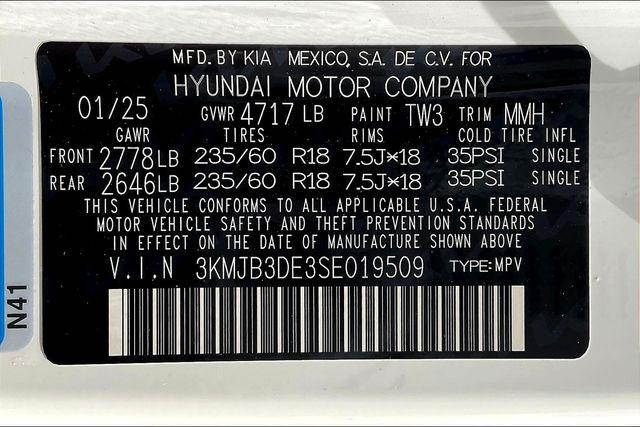 MFD. BY KIA MEXICO, S.A. DE C.V. FOR
HYUNDAI MOTOR COMPANY
01/25 GVWR 4717 LB PAINT TW3 TRIM MMH
GAWR TIRES RIMS COLD TIRE INFL
FRONT 2778LB 235/60 R18 7.5J×18 35PSI SINGLE
REAR 2646LB 235/60 R18 7.5J×18 35PSI SINGLE
THIS VEHICLE CONFORMS TO ALL APPLICABLE U.S.A. FEDERAL
MOTOR VEHICLE SAFETY AND THEFT PREVENTION STANDARDS
IN EFFECT ON THE DATE OF MANUFACTURE SHOWN ABOVE
V.I.N 3KMJB3DE3SE019509 TYPE: MPV
N41